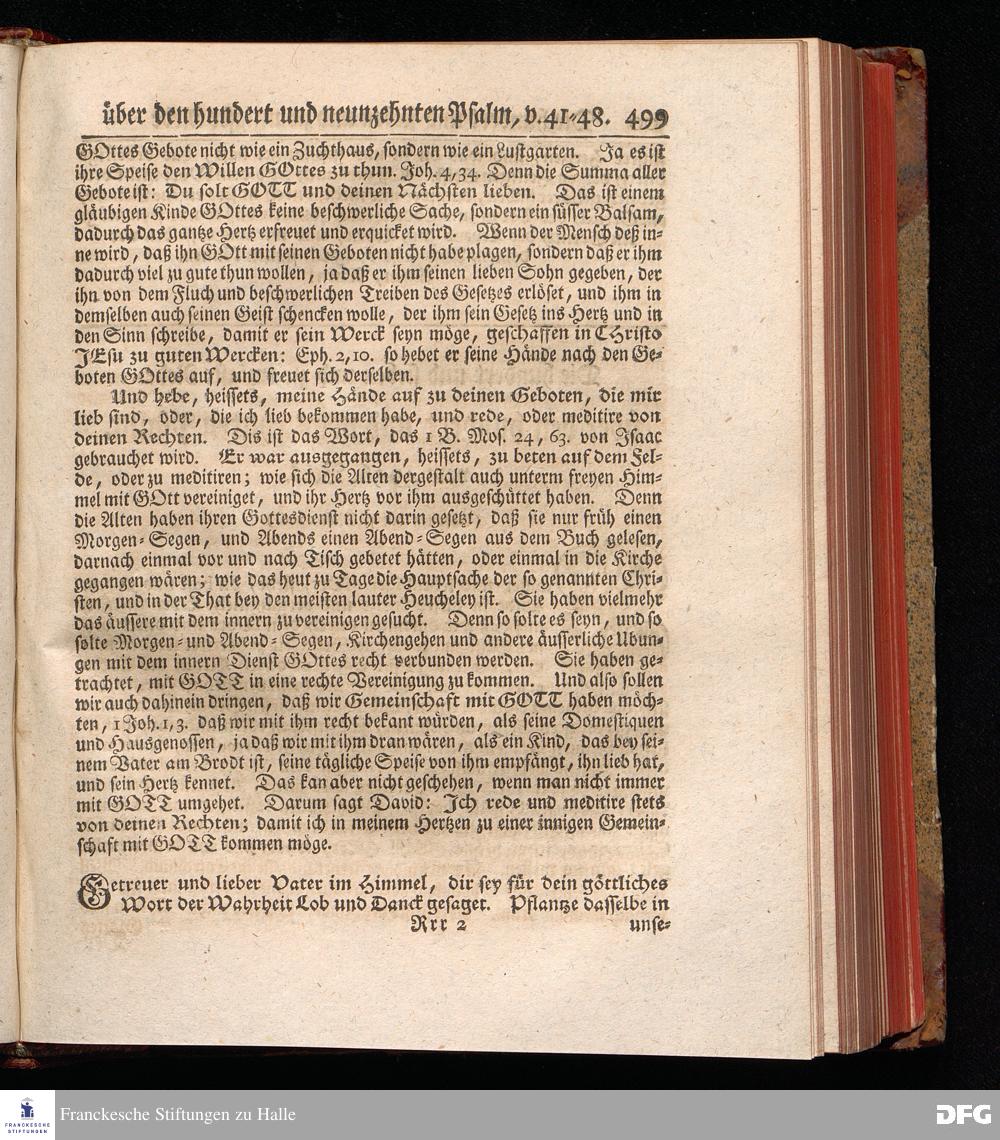 über den hundert und neunzehnten Psalm, v.41-48. 499
GOttes Gebote nicht wie ein Zuchthaus, sondern wie ein Lustgarten. Ja es ist
ihre Speise den Willen GOttes zu thun. Joh. 4, 34. Denn die Summa aller
Gebote ist: Du solt GOTT und deinen Nächsten lieben. Das ist einem
gläubigen Kinde GOttes keine beschwerliche Sache, sondern ein süsser Balsam,
dadurch das gantze Hertz erfreuet und erquicket wird. Wenn der Mensch deß in-
ne wird, daß ihn GOtt mit seinen Geboten nicht habe plagen, sondern daß er ihm
dadurch viel zu gute thun wollen, ja daß er ihm seinen lieben Sohn gegeben, der
ihn von dem Fluch und beschwerlichen Treiben des Gesetzes erlöset, und ihm in
demselben auch seinen Geist schencken wolle, der ihm sein Gesetz ins Hertz und in
den Sinn schreibe, damit er sein Werck seyn möge, geschaffen in CHristo
JEsu zu guten Wercken: Eph. 2, 10. so hebet er seine Hände nach den Ge-
boten GOttes auf, und freuet sich derselben.
Und hebe, heissets, meine Hände auf zu deinen Geboten, die mir
lieb sind, oder, die ich lieb bekommen habe, und rede, oder meditire von
deinen Rechten. Dis ist das Wort, das 1 B. Mos. 24, 63. von Isaac
gebrauchet wird. Er war ausgegangen, heissets, zu beten auf dem Fel-
de, oder zu meditiren; wie sich die Alten dergestalt auch unterm freyen Him-
mel mit GOtt vereiniget, und ihr Hertz vor ihm ausgeschüttet haben. Denn
die Alten haben ihren Gottesdienst nicht darin gesetzt, daß sie nur früh einen
Morgen-Segen, und Abends einen Abend-Segen aus dem Buch gelesen,
darnach einmal vor und nach Tisch gebetet hätten, oder einmal in die Kirche
gegangen wären; wie das heut zu Tage die Hauptsache der so genannten Chri-
sten, und in der That bey den meisten lauter Heucheley ist. Sie haben vielmehr
das äussere mit dem innern zu vereinigen gesucht. Denn so solte es seyn, und so
solte Morgen- und Abend-Segen, Kirchengehen und andere äusserliche Ubun-
gen mit dem innern Dienst GOttes recht verbunden werden. Sie haben ge-
trachtet, mit GOTT in eine rechte Vereinigung zu kommen. Und also sollen
wir auch dahinein dringen, daß wir Gemeinschaft mit GOTT haben möch-
ten, 1 Joh. 1, 3. daß wir mit ihm recht bekant würden, als seine Domestiquen
und Hausgenossen, ja daß wir mit ihm dran wären, als ein Kind, das bey sei-
nem Vater am Brodt ist, seine tägliche Speise von ihm empfängt, ihn lieb hat,
und sein Hertz kennet. Das kan aber nicht geschehen, wenn man nicht immer
mit GOTT umgehet. Darum sagt David: Ich rede und meditire stets
von deinen Rechten; damit ich in meinem Hertzen zu einer innigen Gemein-
schaft mit GOTT kommen möge.
Getreuer und lieber Vater im Himmel, dir sey für dein göttliches
Wort der Wahrheit Lob und Danck gesaget. Pflantze dasselbe in
Rrr 2 unse-
FRANCKESCHE
STIFTUNGEN
Franckesche Stiftungen zu Halle
DFG